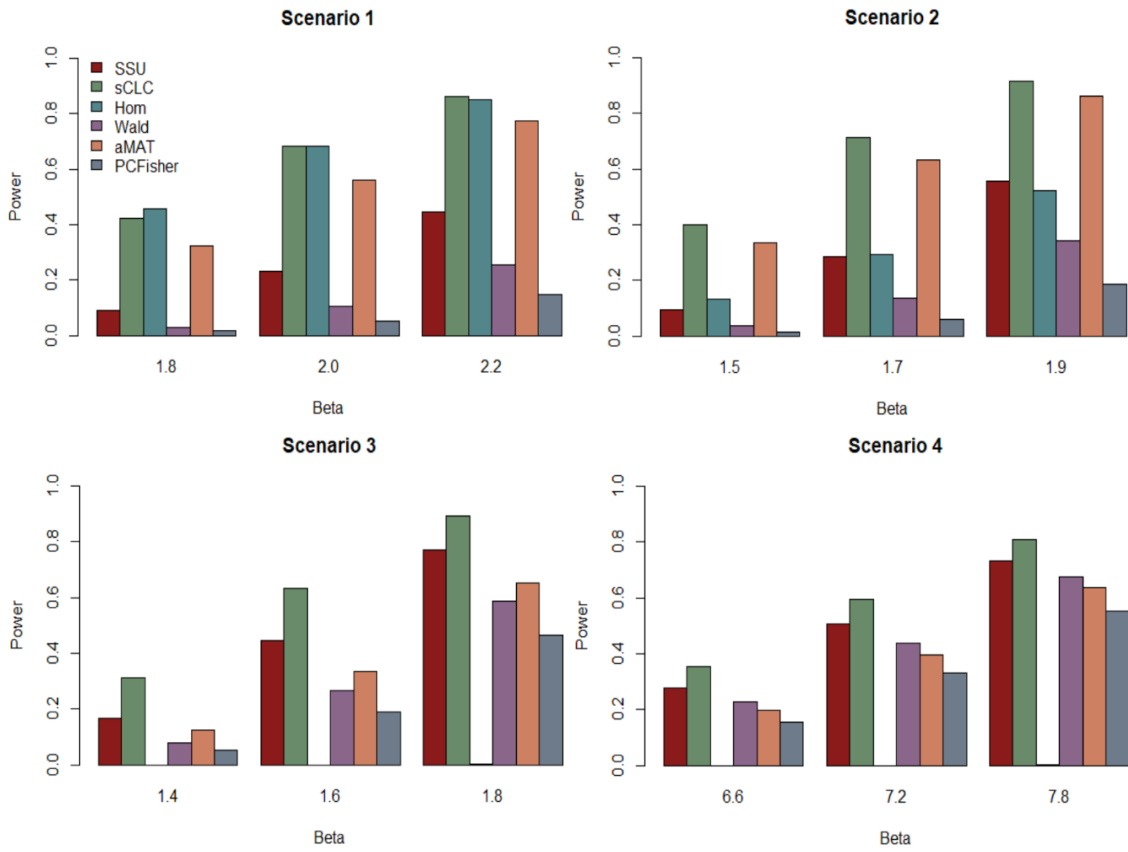 Scenario 1
Power
0.0 0.2 0.4 0.6 0.8 1.0
SSU
sCLC
Hom
Wald
aMAT
PCFisher
1.8 2.0 2.2
Beta
Scenario 2
Power
0.0 0.2 0.4 0.6 0.8 1.0
1.5 1.7 1.9
Beta
Scenario 3
Power
0.0 0.2 0.4 0.6 0.8 1.0
1.4 1.6 1.8
Beta
Scenario 4
Power
0.0 0.2 0.4 0.6 0.8 1.0
6.6 7.2 7.8
Beta